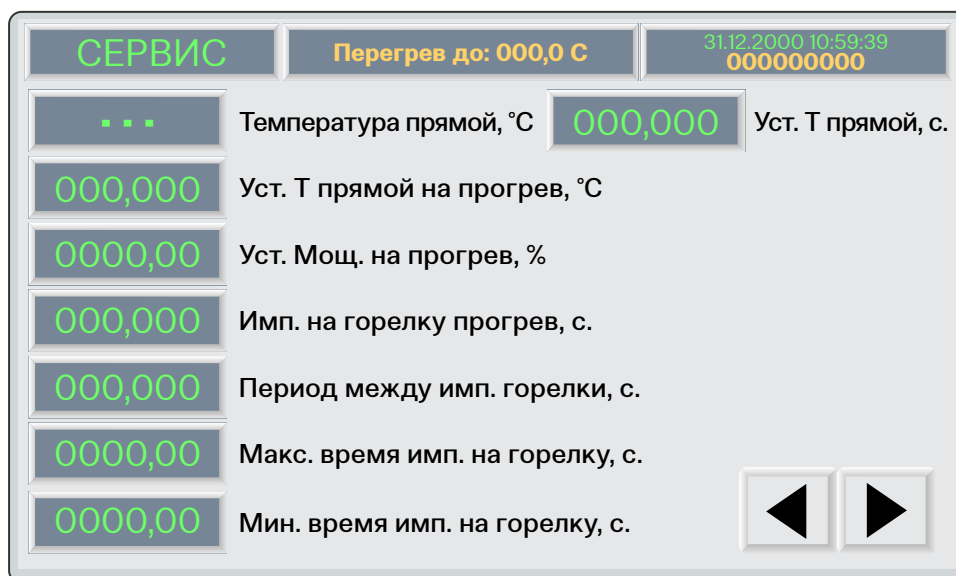 СЕРВИС
Перегрев до: 000,0 С
31.12.2000 10:59:39
000000000
... Температура прямой, °С 000,000 Уст. Т прямой, с.
000,000 Уст. Т прямой на прогрев, °С
0000,00 Уст. Мощ. на прогрев, %
000,000 Имп. на горелку прогрев, с.
000,000 Период между имп. горелки, с.
0000,00 Макс. время имп. на горелку, с.
0000,00 Мин. время имп. на горелку, с.